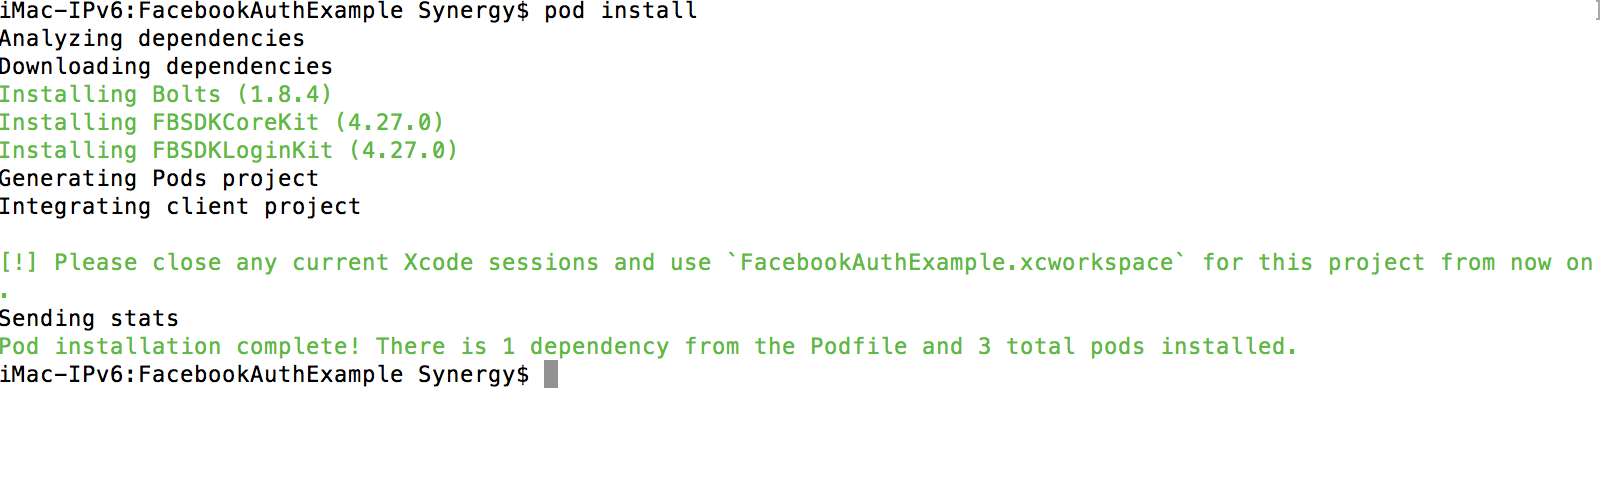 iMac-IPv6:FacebookAuthExample Synergy$ pod install
Analyzing dependencies
Downloading dependencies
Installing Bolts (1.8.4)
Installing FBSDKCoreKit (4.27.0)
Installing FBSDKLoginKit (4.27.0)
Generating Pods project
Integrating client project
[!] Please close any current Xcode sessions and use `FacebookAuthExample.xcworkspace` for this project from now on
.
Sending stats
Pod installation complete! There is 1 dependency from the Podfile and 3 total pods installed.
iMac-IPv6:FacebookAuthExample Synergy$